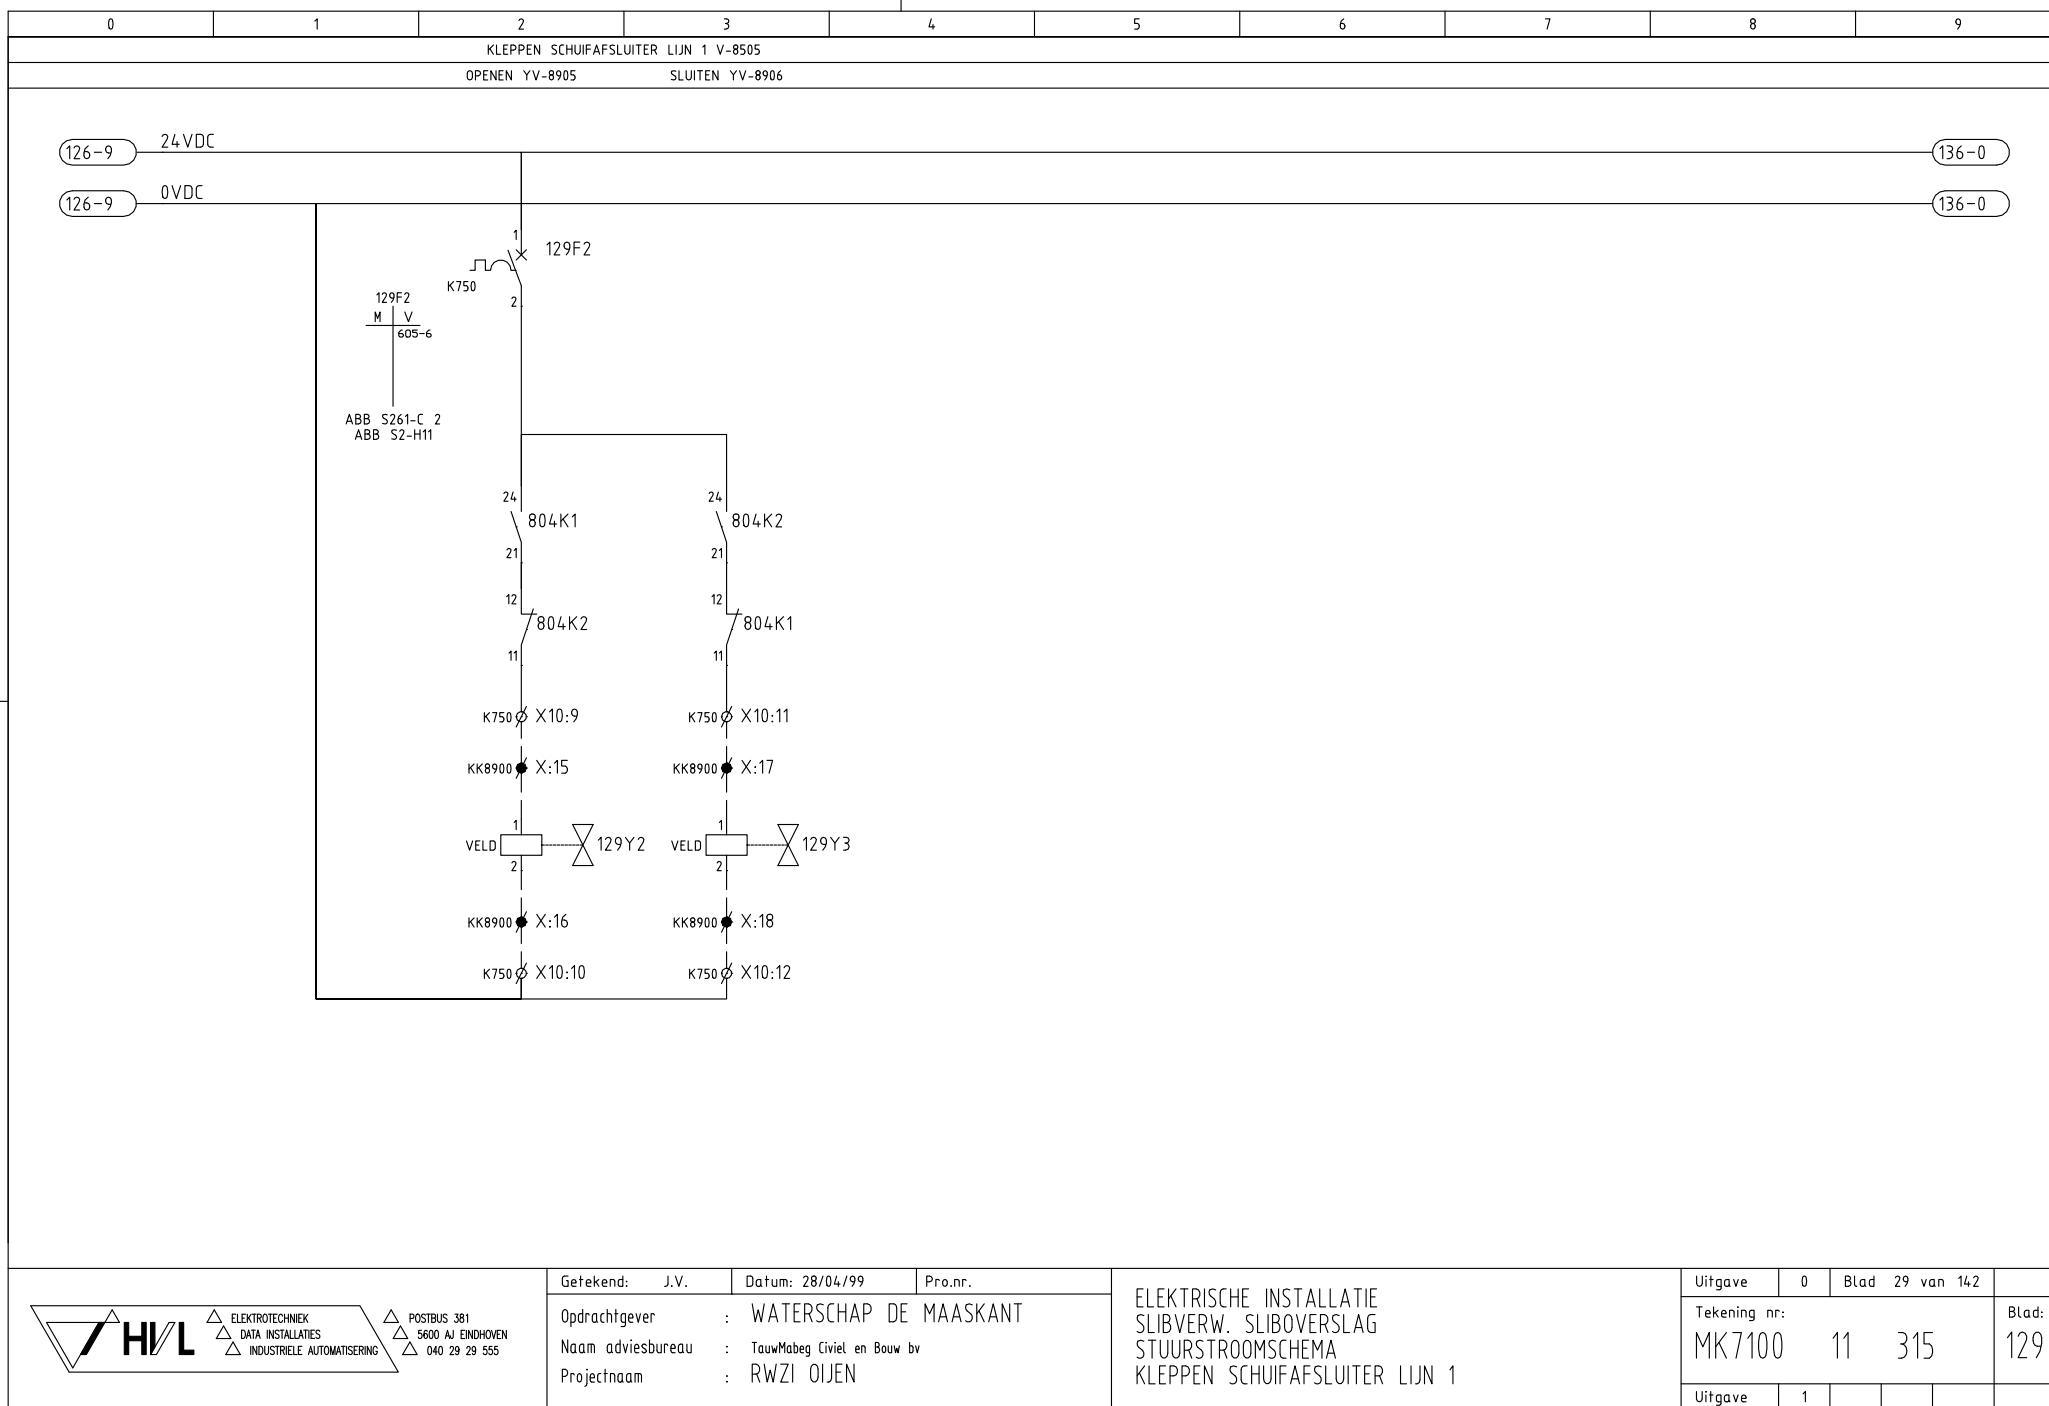 0 1 2 3 4 5 6 7 8 9
KLEPPEN SCHUIFAFSLUITER LIJN 1 V-8505
OPENEN YV-8905 SLUITEN YV-8906
126-9 24VDC 136-0
126-9 0VDC 136-0
1 129F2
K750
2
129F2
M V
605-6
ABB S261-C 2
ABB S2-H11
24 24
804K1 804K2
21 21
12 12
804K2 804K1
11 11
K750 X10:9 K750 X10:11
KK8900 X:15 KK8900 X:17
1 1
VELD 129Y2 VELD 129Y3
2 2
KK8900 X:16 KK8900 X:18
K750 X10:10 K750 X10:12
HVL
ELEKTROTECHNIEK
DATA INSTALLATIES
INDUSTRIELE AUTOMATISERING
POSTBUS 381
5600 AJ EINDHOVEN
040 29 29 555
Getekend: J.V. Datum: 28/04/99 Pro.nr.
Opdrachtgever : WATERSCHAP DE MAASKANT
Naam adviesbureau : TauwMabeg Civiel en Bouw bv
Projectnaam : RWZI OIJEN
ELEKTRISCHE INSTALLATIE
SLIBVERW. SLIBOVERSLAG
STUURSTROOMSCHEMA
KLEPPEN SCHUIFAFSLUITER LIJN 1
Uitgave 0 Blad 29 van 142
Tekening nr: Blad:
MK7100 11 315 129
Uitgave 1